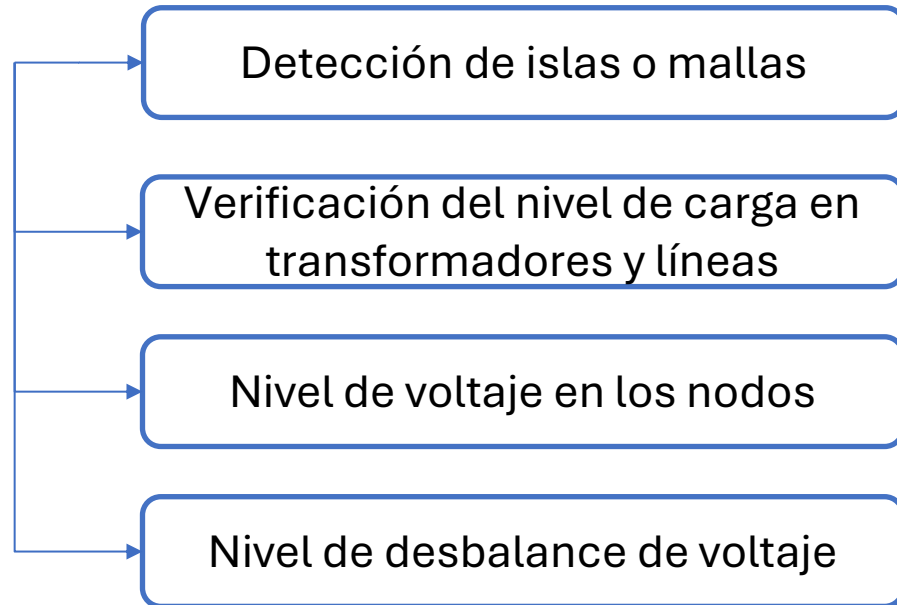 Detección de islas o mallas
Verificación del nivel de carga en
transformadores y líneas
Nivel de voltaje en los nodos
Nivel de desbalance de voltaje